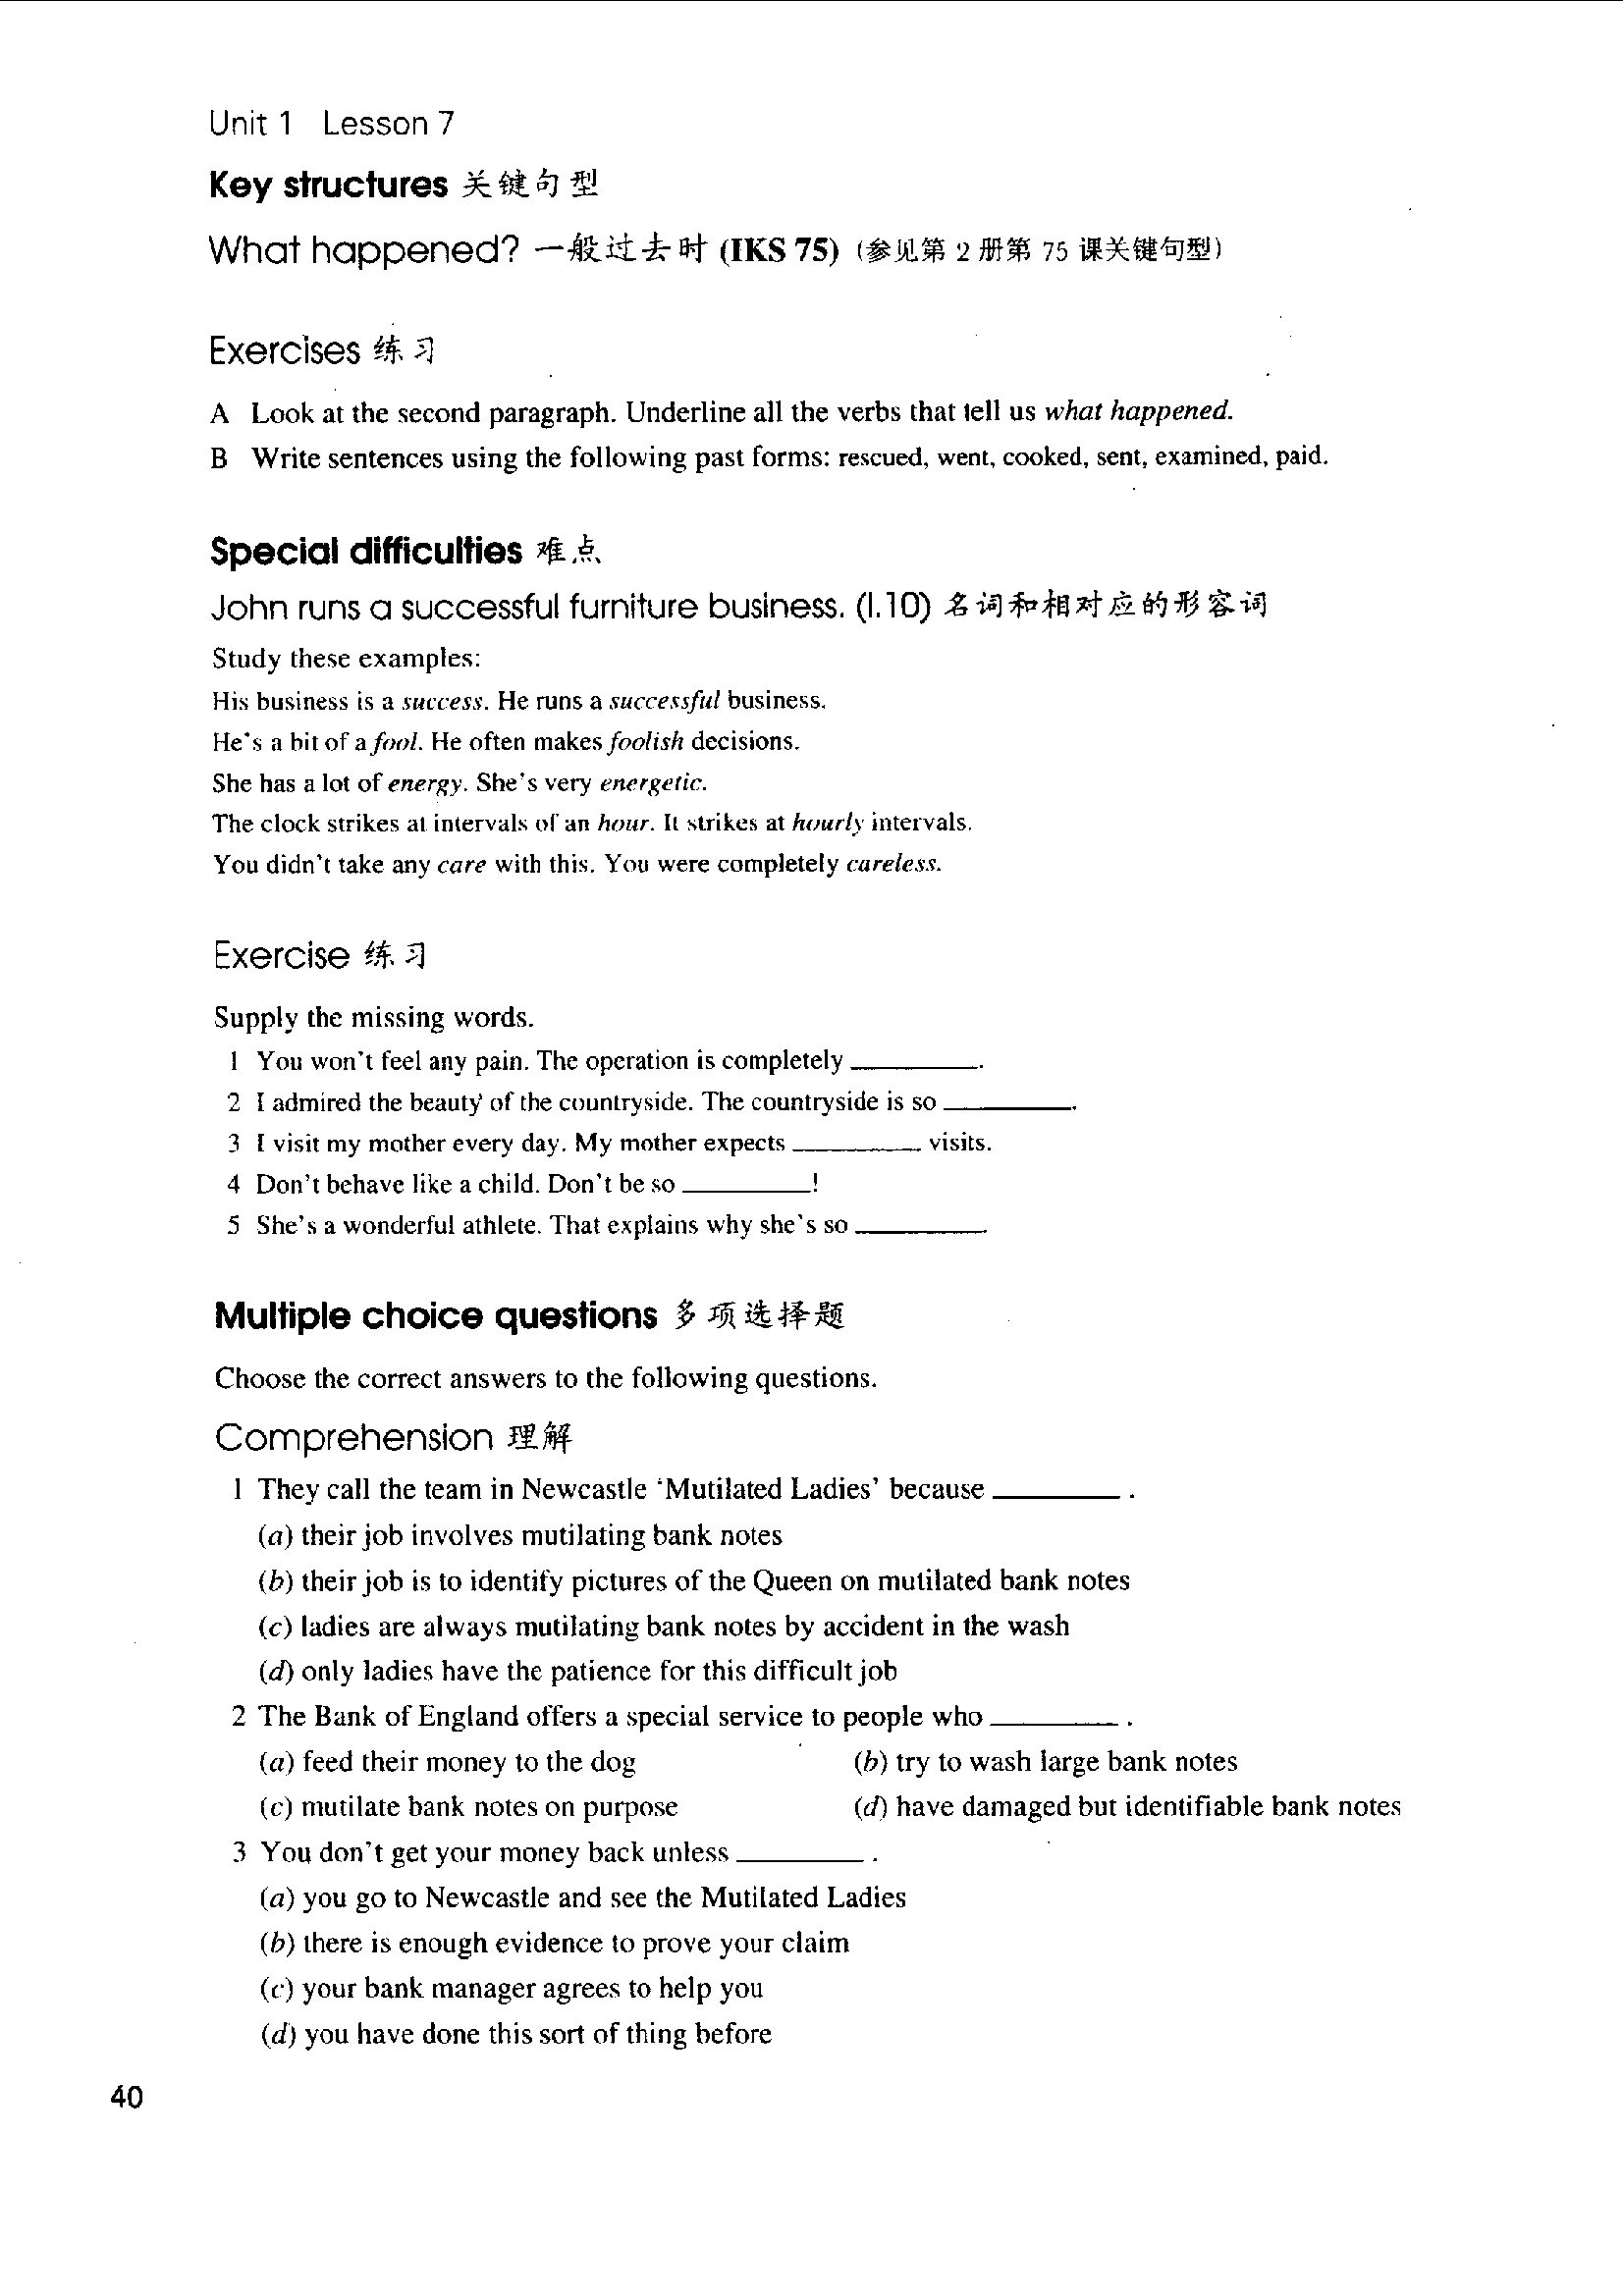 Unit 1 Lesson 7
Key structures 关键句型
What happened? 一般过去时 (IKS 75) (参见第 2 册第 75 课关键句型)
Exercises 练习
A Look at the second paragraph. Underline all the verbs that tell us what happened.
B Write sentences using the following past forms: rescued, went, cooked, sent, examined, paid.
Special difficulties 难点
John runs a successful furniture business. (l.10) 名词和相对应的形容词
Study these examples:
His business is a success. He runs a successful business.
He's a bit of a fool. He often makes foolish decisions.
She has a lot of energy. She's very energetic.
The clock strikes at intervals of an hour. It strikes at hourly intervals.
You didn't take any care with this. You were completely careless.
Exercise 练习
Supply the missing words.
1 You won't feel any pain. The operation is completely ________.
2 I admired the beauty of the countryside. The countryside is so ________.
3 I visit my mother every day. My mother expects ________ visits.
4 Don't behave like a child. Don't be so ________!
5 She's a wonderful athlete. That explains why she's so ________.
Multiple choice questions 多项选择题
Choose the correct answers to the following questions.
Comprehension 理解
1 They call the team in Newcastle 'Mutilated Ladies' because ________ .
(a) their job involves mutilating bank notes
(b) their job is to identify pictures of the Queen on mutilated bank notes
(c) ladies are always mutilating bank notes by accident in the wash
(d) only ladies have the patience for this difficult job
2 The Bank of England offers a special service to people who ________ .
(a) feed their money to the dog (b) try to wash large bank notes
(c) mutilate bank notes on purpose (d) have damaged but identifiable bank notes
3 You don't get your money back unless ________ .
(a) you go to Newcastle and see the Mutilated Ladies
(b) there is enough evidence to prove your claim
(c) your bank manager agrees to help you
(d) you have done this sort of thing before
40